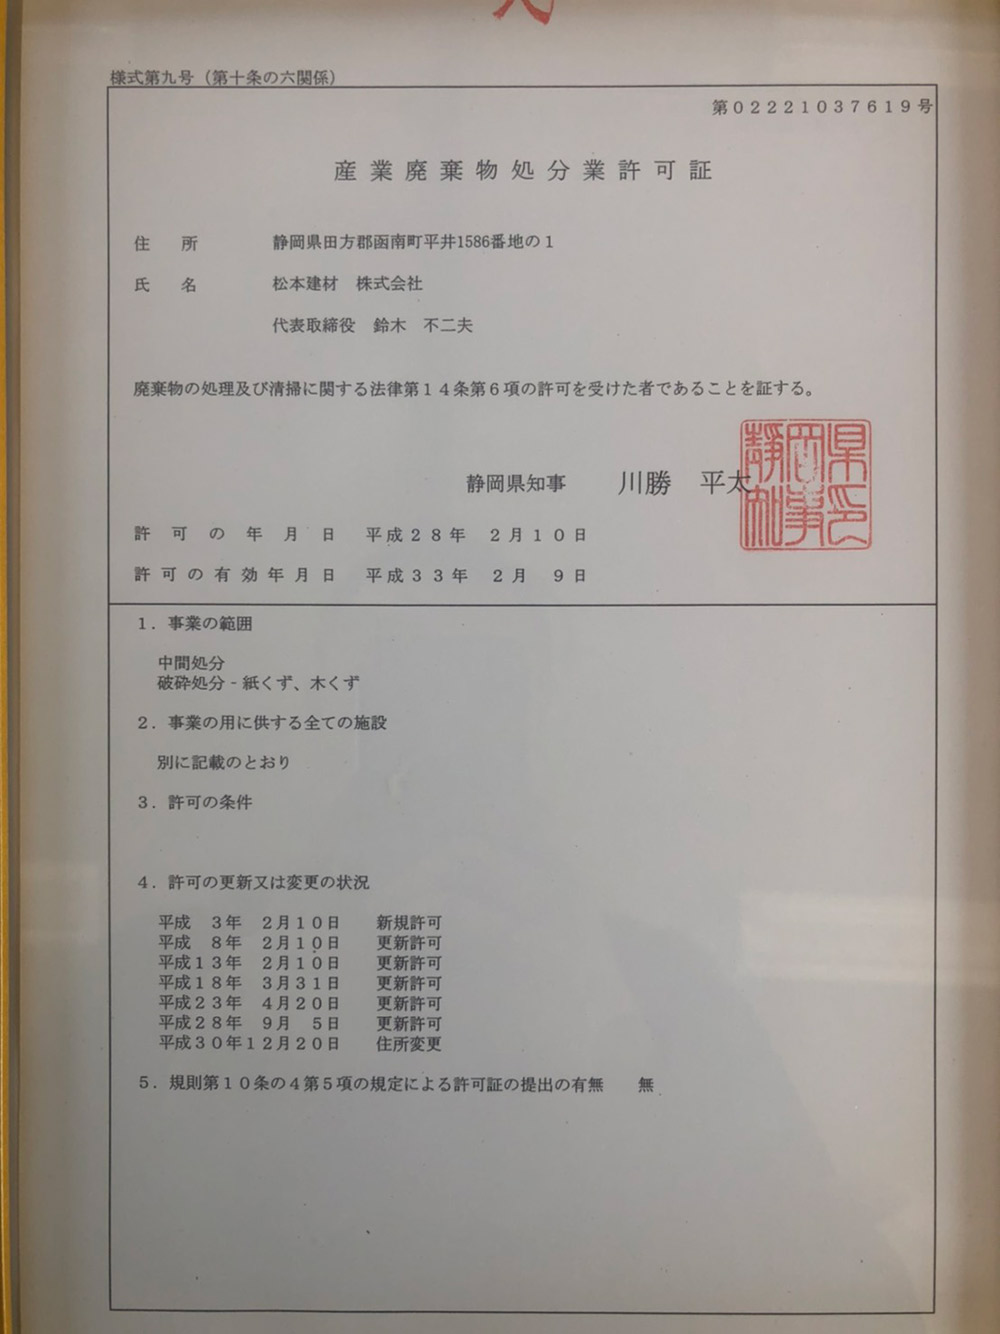 様式第九号（第十条の六関係）
第０２２２１０３７６１９号
産業廃棄物処分業許可証
住　所　静岡県田方郡函南町平井1586番地の１
氏　名　松本建材　株式会社
代表取締役　鈴木　不二夫
廃棄物の処理及び清掃に関する法律第１４条第６項の許可を受けた者であることを証する。
静岡県知事　川勝　平太
静岡県知事印
許可の年月日　平成２８年　２月１０日
許可の有効年月日　平成３３年　２月　９日
１．事業の範囲
中間処分
破砕処分‐紙くず、木くず
２．事業の用に供する全ての施設
別に記載のとおり
３．許可の条件
４．許可の更新又は変更の状況
平成　３年　２月１０日　新規許可
平成　８年　２月１０日　更新許可
平成１３年　２月１０日　更新許可
平成１８年　３月３１日　更新許可
平成２３年　４月２０日　更新許可
平成２８年　９月　５日　更新許可
平成３０年１２月２０日　住所変更
５．規則第１０条の４第５項の規定による許可証の提出の有無　無